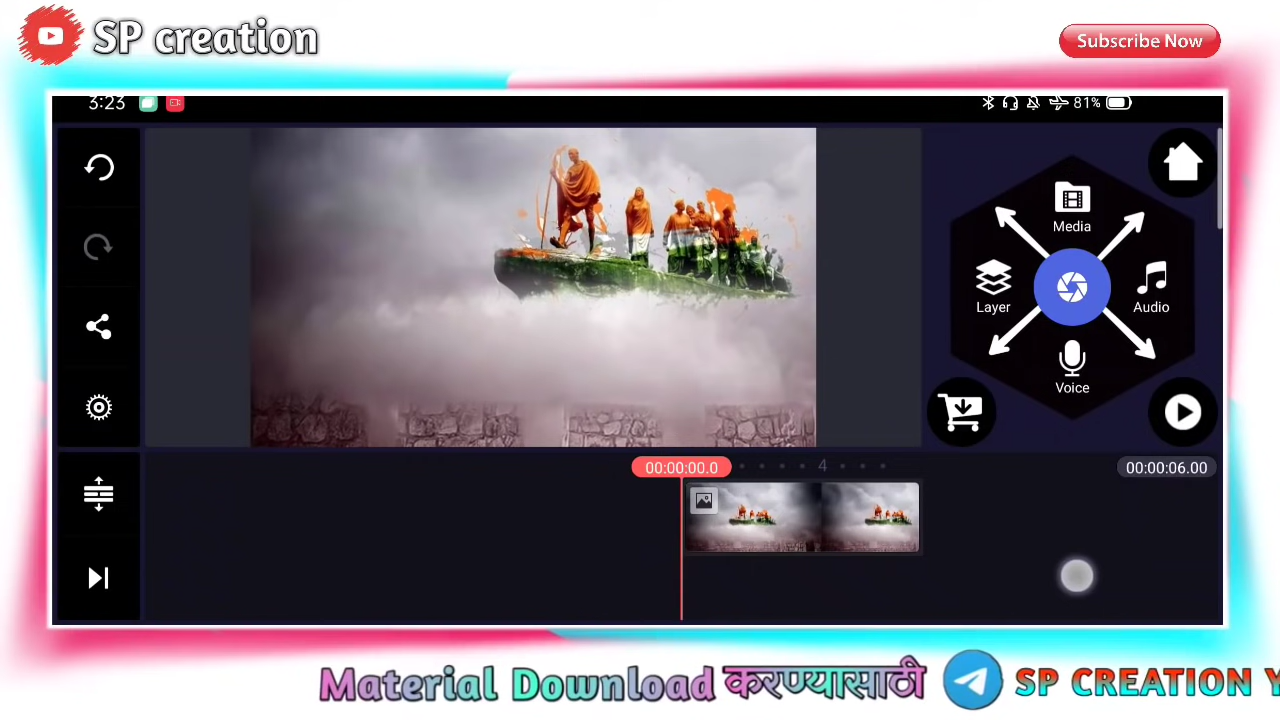 SP creation
Subscribe Now
3:23
81%
Media
Layer
Audio
Voice
00:00:00.0
4
00:00:06.00
Material Download करण्यासाठी
SP CREATION Y